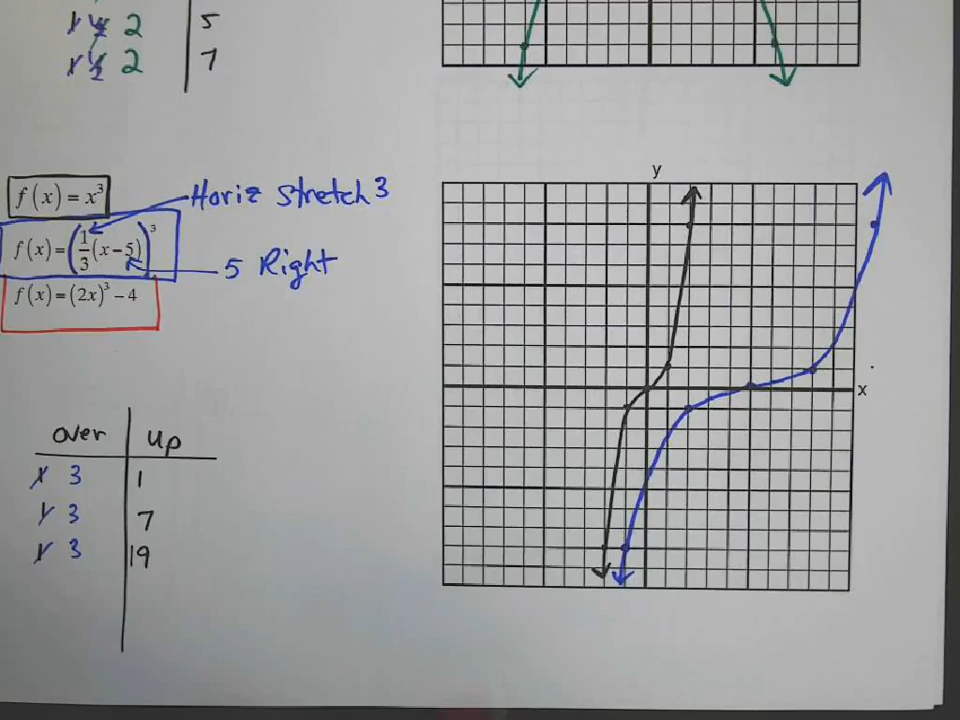 2 5
2 7
y
f(x) = x³
Horiz Stretch 3
f(x) = (1/3(x−5))³
5 Right
f(x) = (2x)³ − 4
x
over up
3 1
3 7
3 19